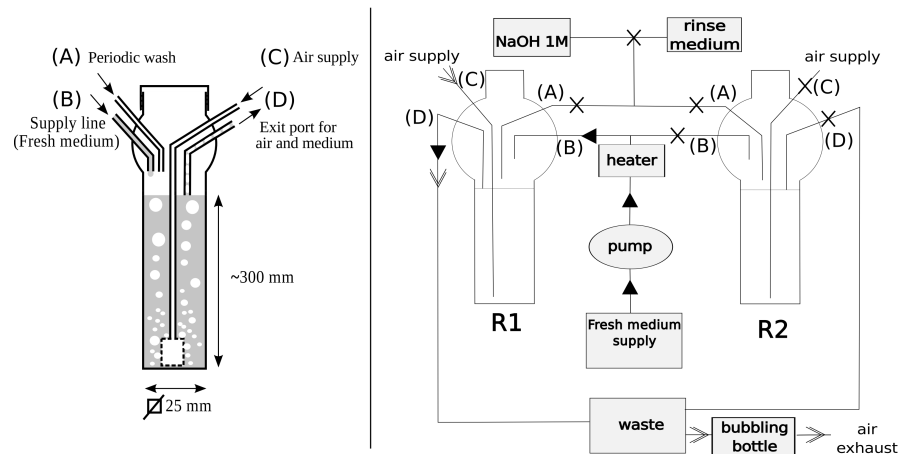 (A) Periodic wash
(C) Air supply
(B)
(D)
Supply line
(Fresh medium)
Exit port for
air and medium
~300 mm
25 mm
NaOH 1M
rinse
medium
air supply
air supply
(C)
(C)
(A)
(A)
(D)
(D)
(B)
(B)
heater
pump
Fresh medium
supply
R1
R2
waste
bubbling
bottle
air
exhaust